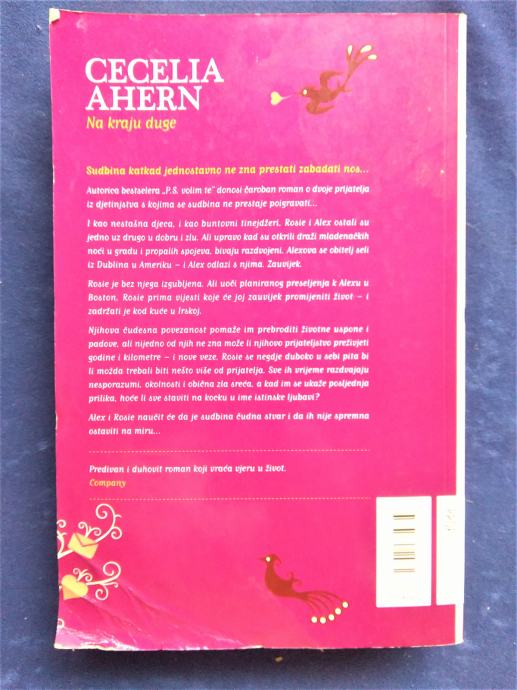 CECELIA
AHERN
Na kraju duge
Sudbina katkad jednostavno ne zna prestati zabadati nos...
Autorica bestselera „P.S. volim te" donosi čaroban roman o dvoje prijatelja
iz djetinjstva s kojima se sudbina ne prestaje poigravati...
I kao nestašna djeca, i kao buntovni tinejdžeri, Rosie i Alex ostali su
jedno uz drugo u dobru i zlu. Ali upravo kad su otkrili draži mladenačkih
noći u gradu i propalih spojeva, bivaju razdvojeni. Alexova se obitelj seli
iz Dublina u Ameriku – i Alex odlazi s njima. Zauvijek.
Rosie je bez njega izgubljena. Ali uoči planiranog preseljenja k Alexu u
Boston, Rosie prima vijesti koje će joj zauvijek promijeniti život – i
zadržati je kod kuće u Irskoj.
Njihova čudesna povezanost pomaže im prebroditi životne uspone i
padove, ali nijedno od njih ne zna može li njihovo prijateljstvo preživjeti
godine i kilometre – i nove veze. Rosie se negdje duboko u sebi pita bi
li možda trebali biti nešto više od prijatelja. Sve ih vrijeme razdvajaju
nesporazumi, okolnosti i obična zla sreća, a kad im se ukaže posljednja
prilika, hoće li sve staviti na kocku u ime istinske ljubavi?
Alex i Rosie naučit će da je sudbina čudna stvar i da ih nije spremna
ostaviti na miru...
Predivan i duhovit roman koji vraća vjeru u život.
Company